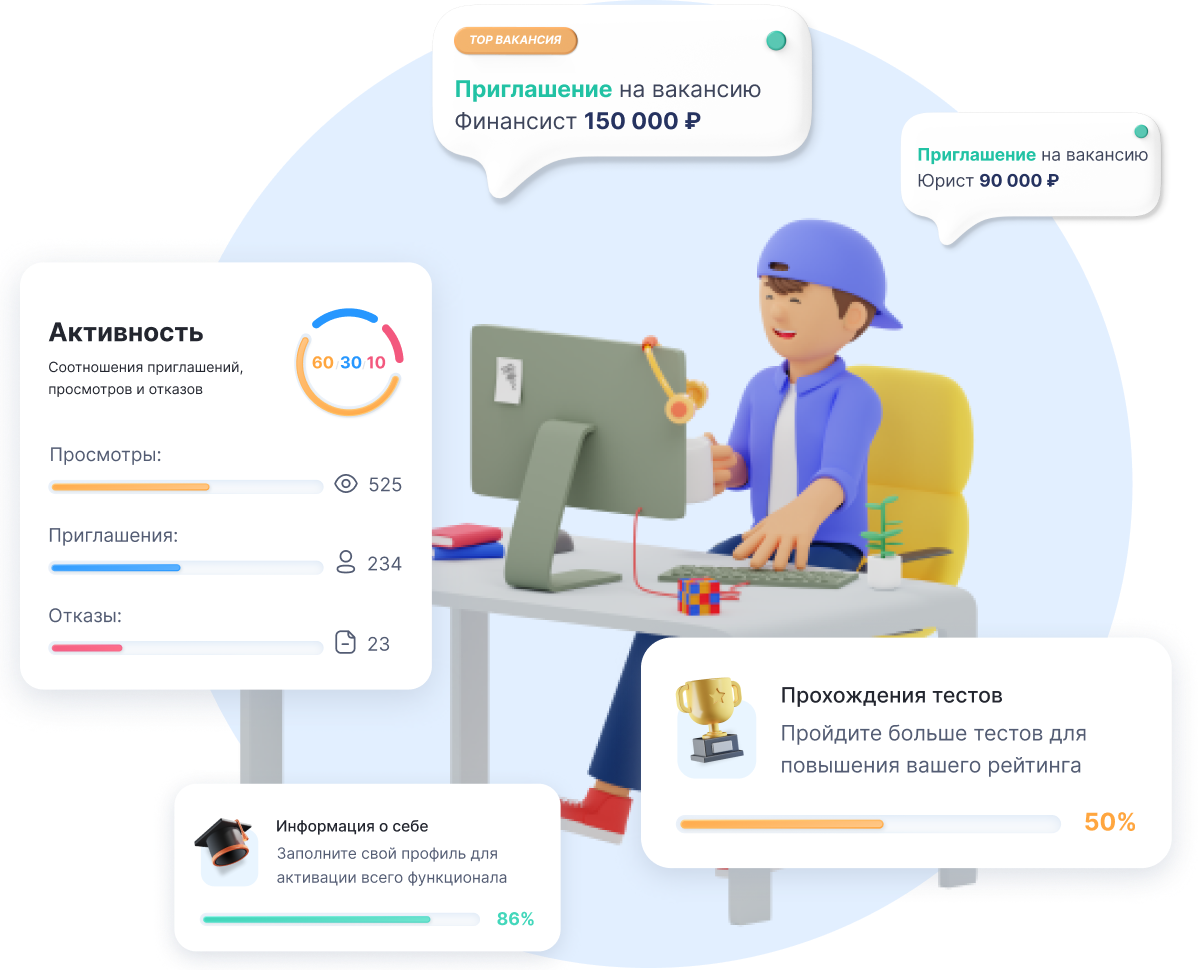 TOP ВАКАНСИЯ
Приглашение на вакансию
Финансист 150 000 ₽
Приглашение на вакансию
Юрист 90 000 ₽
Активность
Соотношения приглашений,
просмотров и отказов
60/30/10
Просмотры:
525
Приглашения:
234
Отказы:
23
Прохождения тестов
Пройдите больше тестов для
повышения вашего рейтинга
50%
Информация о себе
Заполните свой профиль для
активации всего функционала
86%